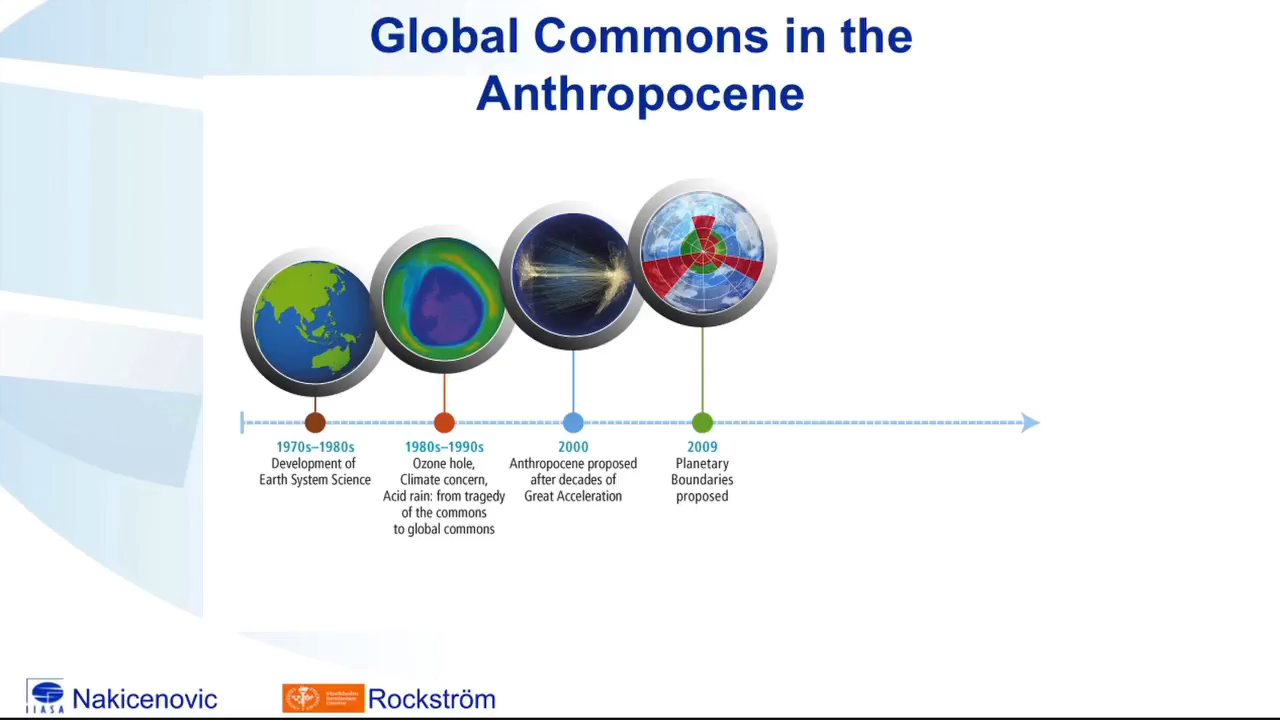 Global Commons in the
Anthropocene
1970s–1980s
Development of
Earth System Science
1980s–1990s
Ozone hole,
Climate concern,
Acid rain: from tragedy
of the commons
to global commons
2000
Anthropocene proposed
after decades of
Great Acceleration
2009
Planetary
Boundaries
proposed
IIASA
Nakicenovic
Rockström